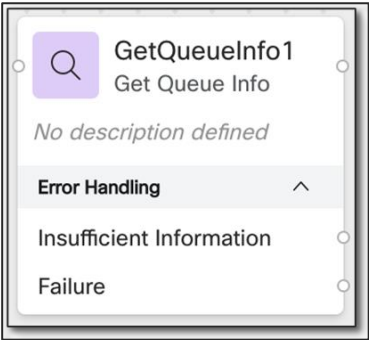 GetQueueInfo1
Get Queue Info
No description defined
Error Handling
Insufficient Information
Failure